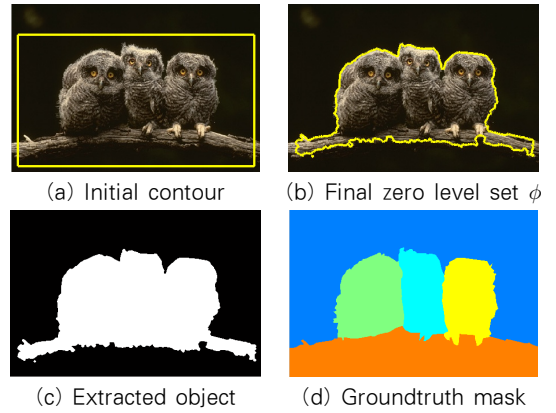 (a) Initial contour
(b) Final zero level set ϕ
(c) Extracted object
(d) Groundtruth mask